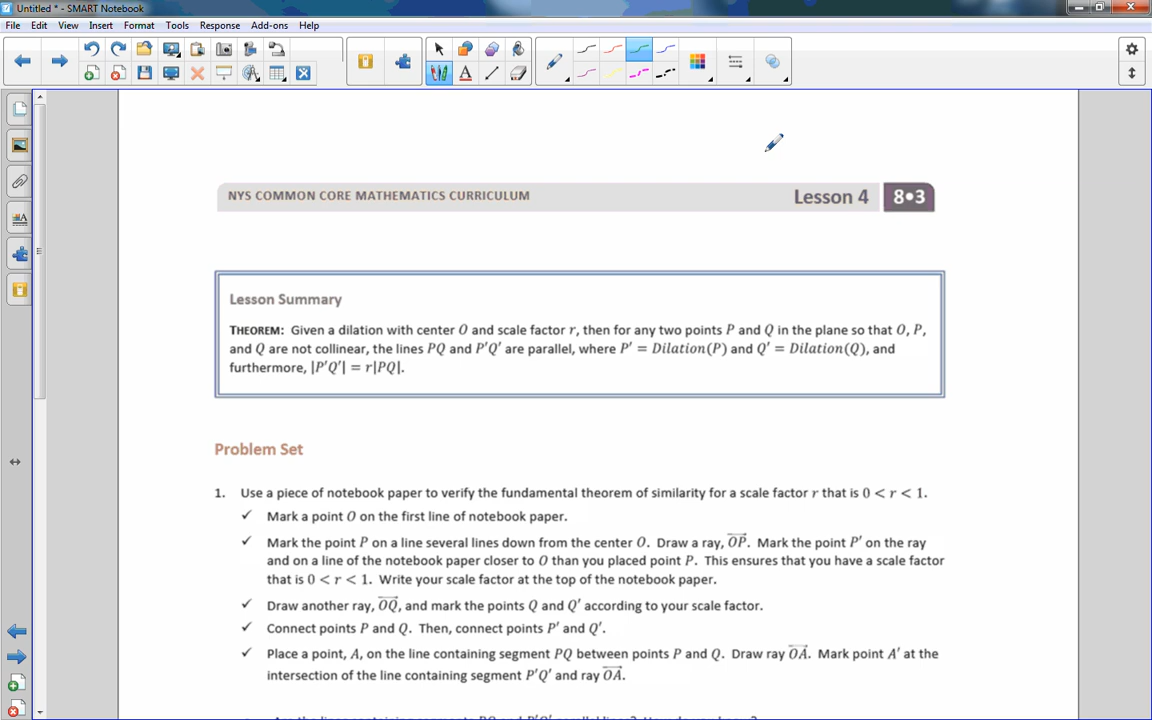 Untitled * - SMART Notebook
File Edit View Insert Format Tools Response Add-ons Help
NYS COMMON CORE MATHEMATICS CURRICULUM Lesson 4 8•3
Lesson Summary
THEOREM: Given a dilation with center O and scale factor r, then for any two points P and Q in the plane so that O, P,
and Q are not collinear, the lines PQ and P′Q′ are parallel, where P′ = Dilation(P) and Q′ = Dilation(Q), and
furthermore, |P′Q′| = r|PQ|.
Problem Set
1. Use a piece of notebook paper to verify the fundamental theorem of similarity for a scale factor r that is 0 < r < 1.
✓ Mark a point O on the first line of notebook paper.
✓ Mark the point P on a line several lines down from the center O. Draw a ray, OP. Mark the point P′ on the ray
and on a line of the notebook paper closer to O than you placed point P. This ensures that you have a scale factor
that is 0 < r < 1. Write your scale factor at the top of the notebook paper.
✓ Draw another ray, OQ, and mark the points Q and Q′ according to your scale factor.
✓ Connect points P and Q. Then, connect points P′ and Q′.
✓ Place a point, A, on the line containing segment PQ between points P and Q. Draw ray OA. Mark point A′ at the
intersection of the line containing segment P′Q′ and ray OA.